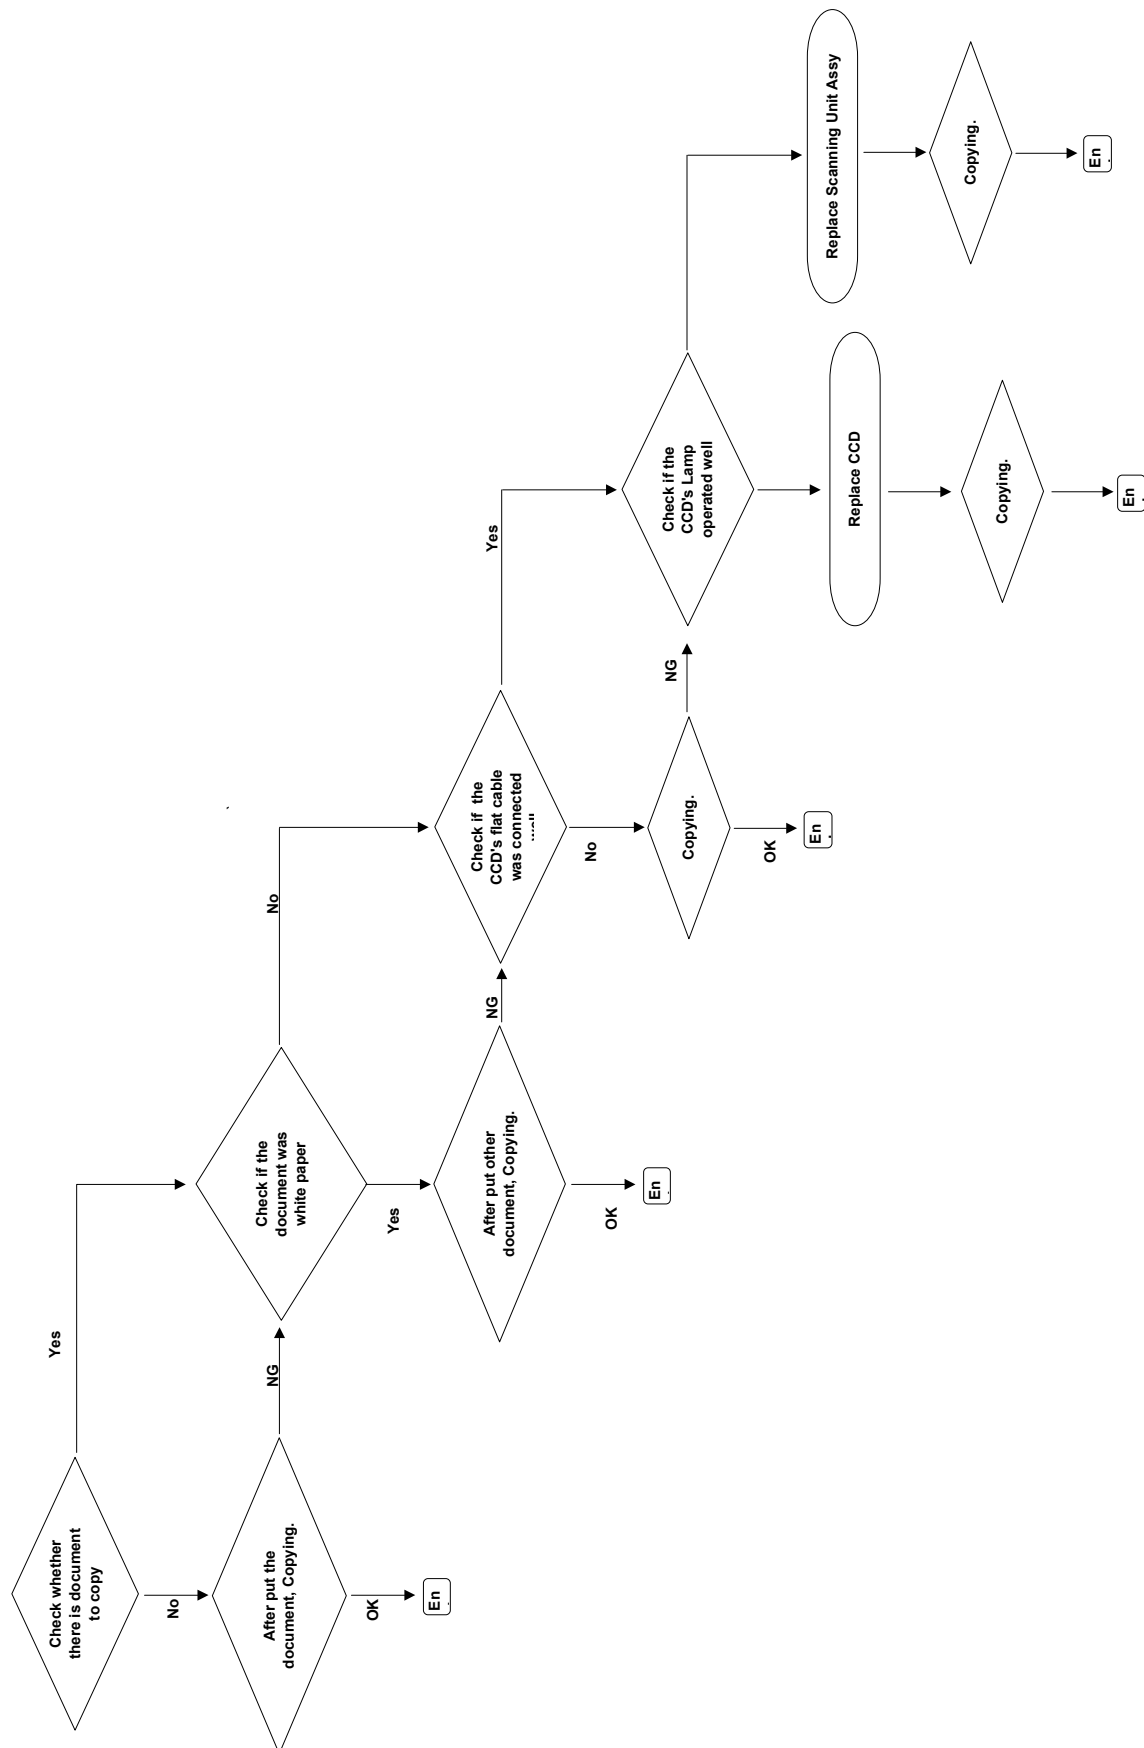 Check whether
there is document
to copy
Yes
No
After put the
document, Copying.
NG
OK
En
Check if the
document was
white paper
No
Yes
After put other
document, Copying.
NG
OK
En
Check if the
CCD's flat cable
was connected
Yes
No
Copying.
NG
OK
En
Check if the
CCD's Lamp
operated well
Replace CCD
Copying.
En
Replace Scanning Unit Assy
Copying.
En